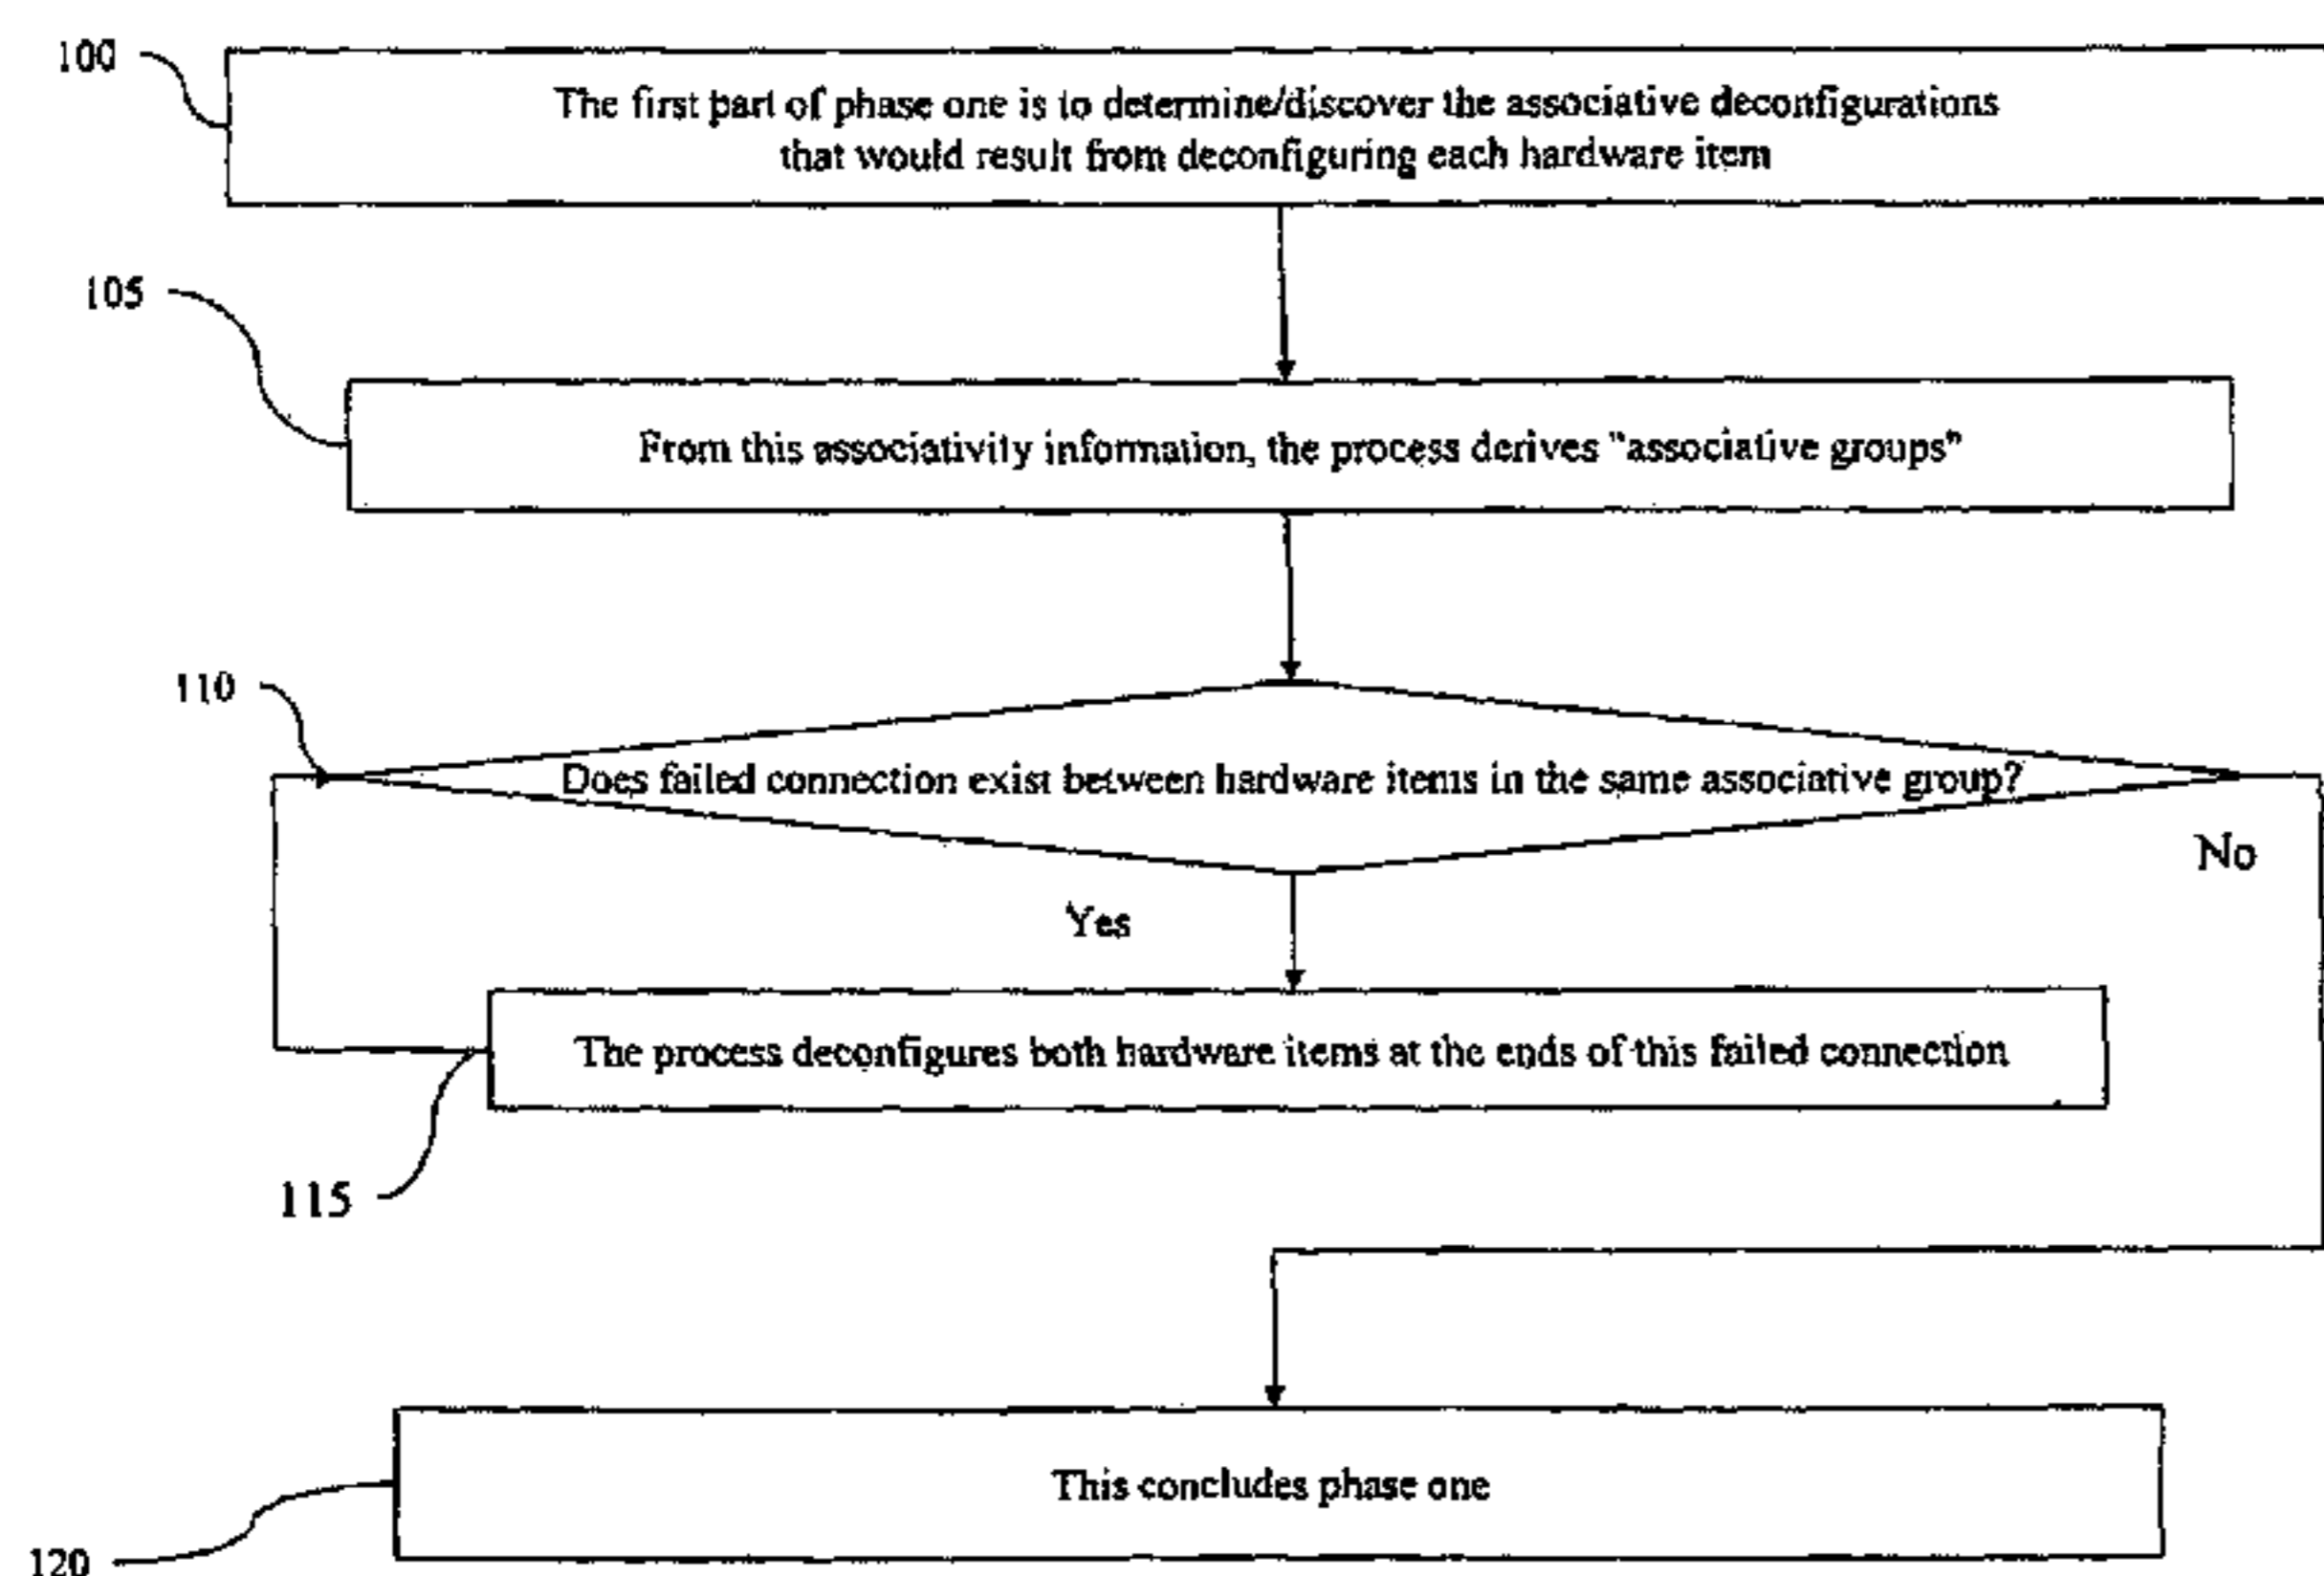 100
The first part of phase one is to determine/discover the associative deconfigurations
that would result from deconfiguring each hardware item
105
From this associativity information, the process derives "associative groups"
110
Does failed connection exist between hardware items in the same associative group?
No
Yes
The process deconfigures both hardware items at the ends of this failed connection
115
This concludes phase one
120